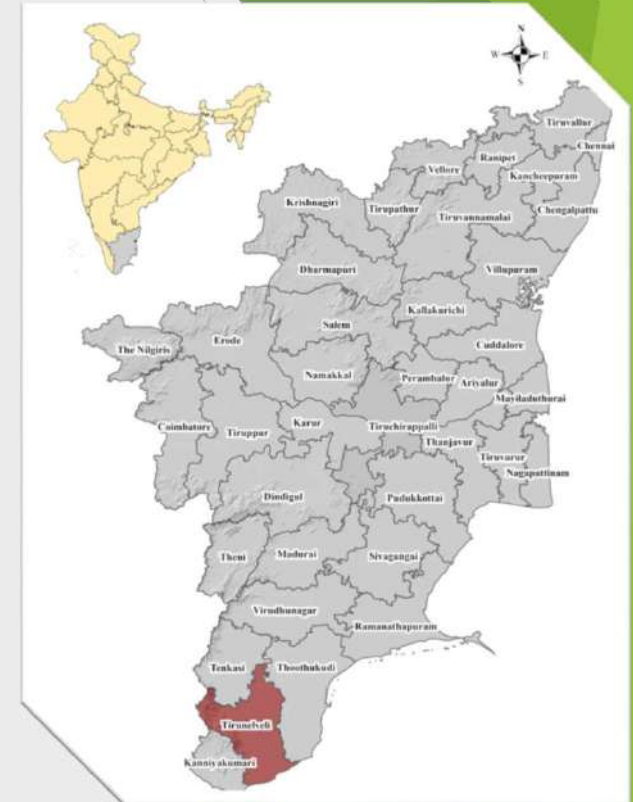 N
W E
S
Tiruvallur
Chennai
Ranipet
Vellore
Kancheepuram
Krishnagiri
Tirupathur
Chengalpattu
Tiruvannamalai
Dharmapuri
Villupuram
Kallakurichi
Salem
Erode
Cuddalore
The Nilgiris
Namakkal
Perambalur
Ariyalur
Mayiladuthurai
Coimbatore
Karur
Tiruchirappalli
Tiruppur
Thanjavur
Tiruvarur
Nagapattinam
Dindigul
Pudukkottai
Theni
Madurai
Sivagangai
Virudhunagar
Ramanathapuram
Tenkasi
Thoothukudi
Tirunelveli
Kanniyakumari